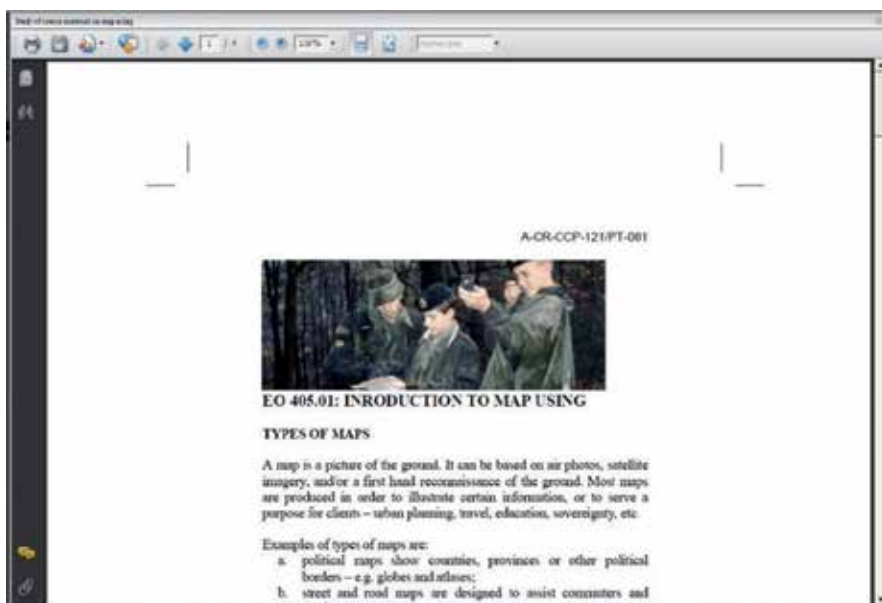 1
A-CR-CCP-121/PT-061
EO 405.01: INRODUCTION TO MAP USING
TYPES OF MAPS
A map is a picture of the ground. It can be based on air photos, satellite
imagery, and/or a first hand reconnaissance of the ground. Most maps
are produced in order to illustrate certain information, or to serve a
purpose for clients – urban planning, travel, education, sovereignty, etc
Examples of types of maps are:
a. political maps show countries, provinces or other political
borders – e.g. globes and atlases;
b. street and road maps are designed to assist commuters and